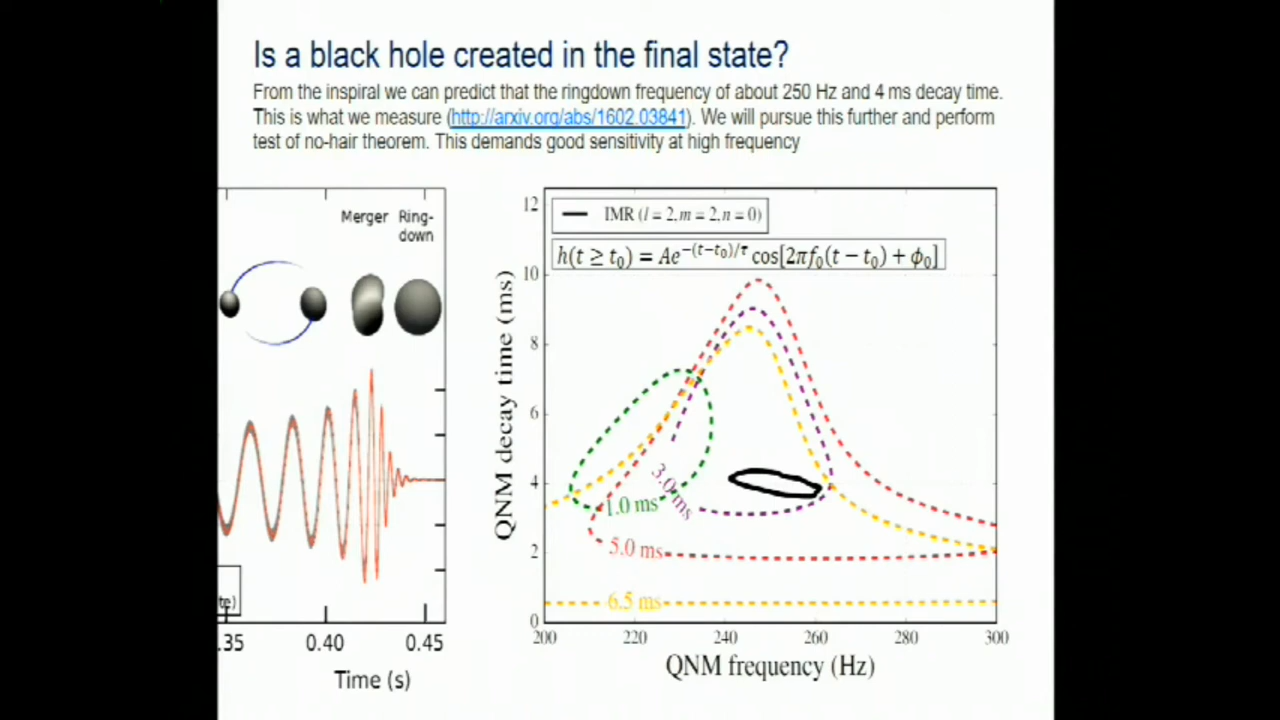 Is a black hole created in the final state?
From the inspiral we can predict that the ringdown frequency of about 250 Hz and 4 ms decay time.
This is what we measure (http://arxiv.org/abs/1602.03841). We will pursue this further and perform
test of no-hair theorem. This demands good sensitivity at high frequency
Merger Ring-
down
te)
.35 0.40 0.45
Time (s)
IMR (l = 2, m = 2, n = 0)
h(t ≥ t₀) = Ae^−(t−t₀)/τ cos[2πf₀(t − t₀) + ϕ₀]
QNM decay time (ms)
12
10
8
6
4
2
0
3.0 ms
1.0 ms
5.0 ms
6.5 ms
200 220 240 260 280 300
QNM frequency (Hz)